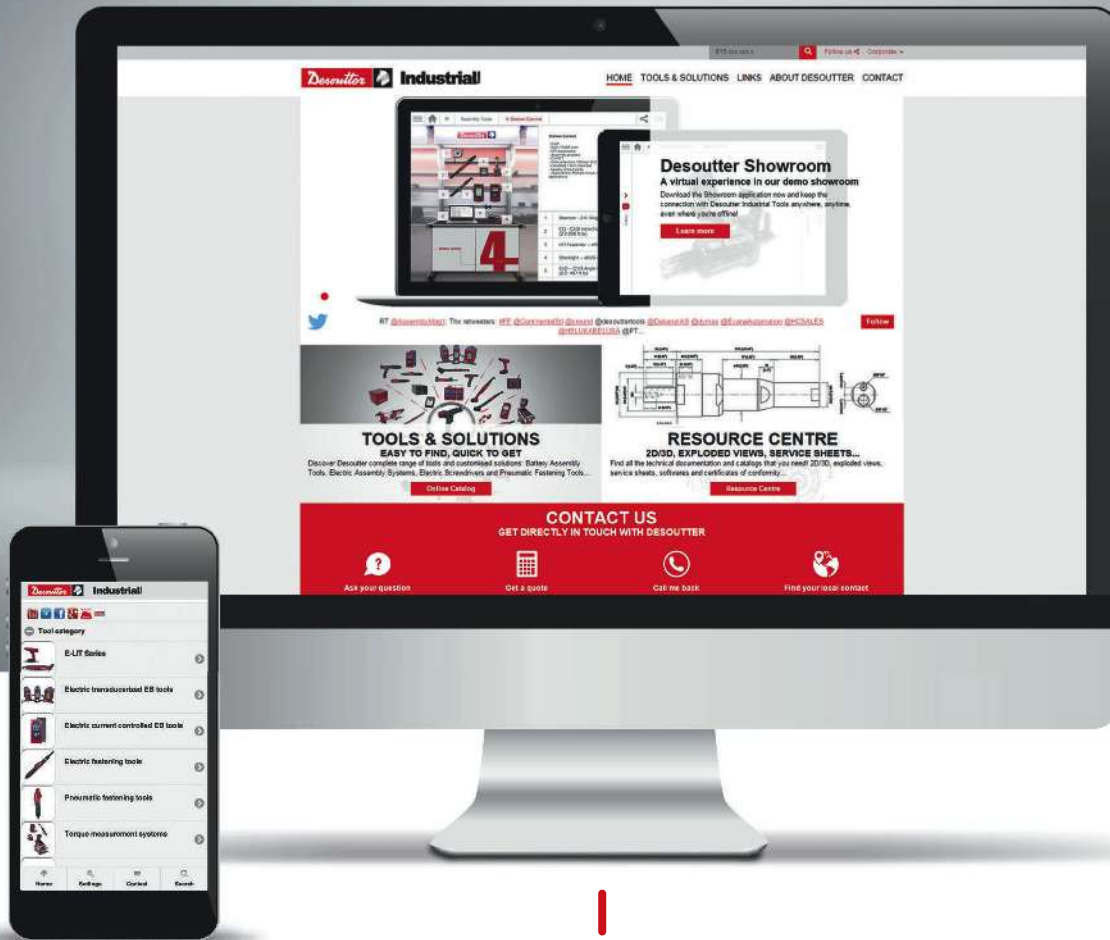 Follow us
Corporate
Desoutter
Industrial
HOME TOOLS & SOLUTIONS LINKS ABOUT DESOUTTER CONTACT
Assembly Tools
Desoutter
4
Desoutter Showroom
A virtual experience in our demo showroom
Download the Showroom application now and keep the
connection with Desoutter Industrial Tools anywhere, anytime,
even where you're offline!
Learn more
Follow
TOOLS & SOLUTIONS
EASY TO FIND, QUICK TO GET
Discover Desoutter complete range of tools and customised solutions: Battery Assembly
Tools, Electric Assembly Systems, Electric Screwdrivers and Pneumatic Fastening Tools...
Online Catalog
RESOURCE CENTRE
2D/3D, EXPLODED VIEWS, SERVICE SHEETS...
Find all the technical documentation and catalogs that you need! 2D/3D, exploded views,
service sheets, softwares and certificates of conformity...
Resource Centre
CONTACT US
GET DIRECTLY IN TOUCH WITH DESOUTTER
Ask your question
Get a quote
Call me back
Find your local contact
Desoutter
Industrial
Tool category
E-LIT Series
Electric transducerized EB tools
Electric current controlled EB tools
Electric fastening tools
Pneumatic fastening tools
Torque measurement systems
Home Settings Contact Search